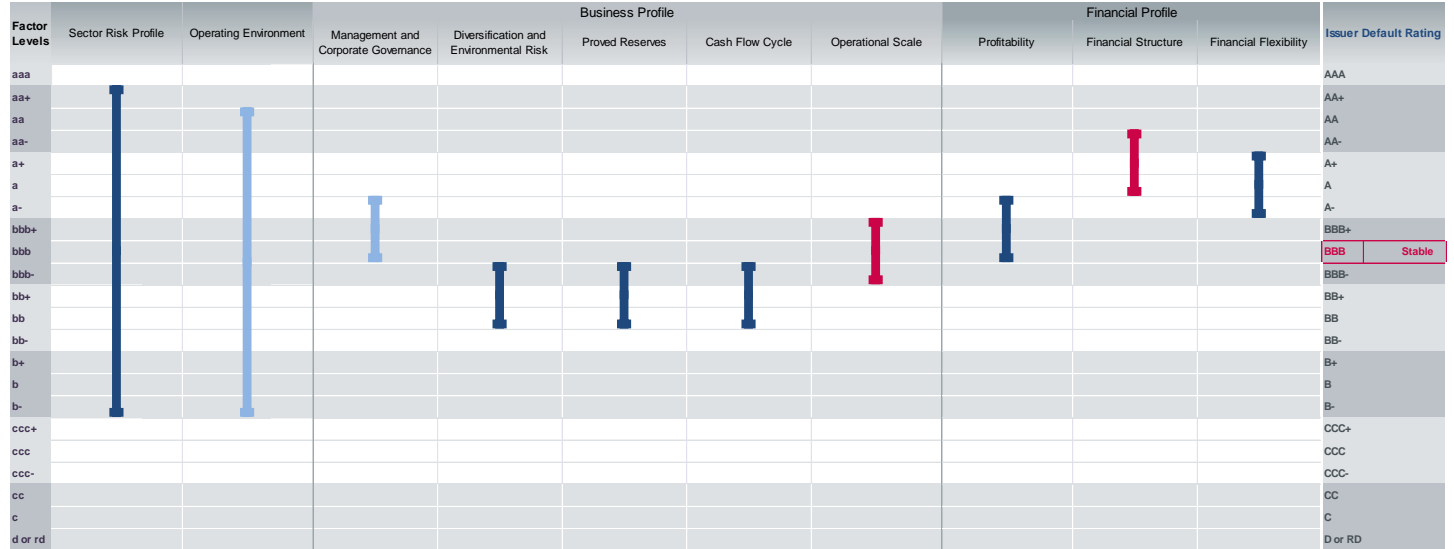 Business Profile
Financial Profile
Factor
Levels
Sector Risk Profile
Operating Environment
Management and
Corporate Governance
Diversification and
Environmental Risk
Proved Reserves
Cash Flow Cycle
Operational Scale
Profitability
Financial Structure
Financial Flexibility
Issuer Default Rating
aaa AAA
aa+ AA+
aa AA
aa- AA-
a+ A+
a A
a- A-
bbb+ BBB+
bbb BBB Stable
bbb- BBB-
bb+ BB+
bb BB
bb- BB-
b+ B+
b B
b- B-
ccc+ CCC+
ccc CCC
ccc- CCC-
cc CC
c C
d or rd D or RD